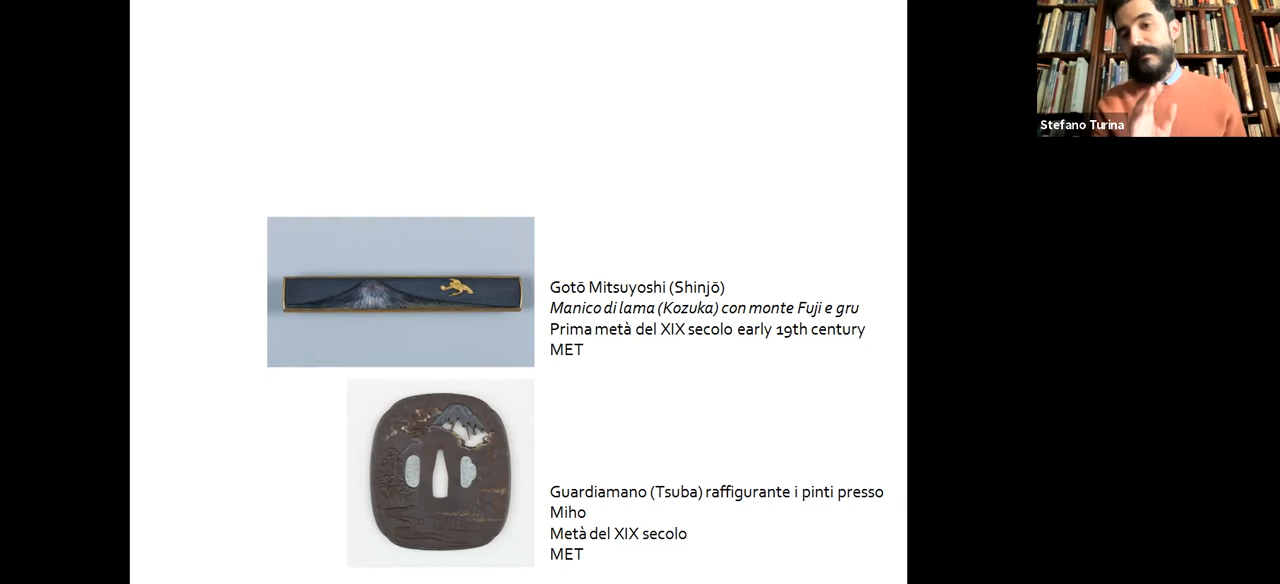 Stefano Turina
Gotō Mitsuyoshi (Shinjō)
Manico di lama (Kozuka) con monte Fuji e gru
Prima metà del XIX secolo early 19th century
MET
Guardiamano (Tsuba) raffigurante i pinti presso
Miho
Metà del XIX secolo
MET